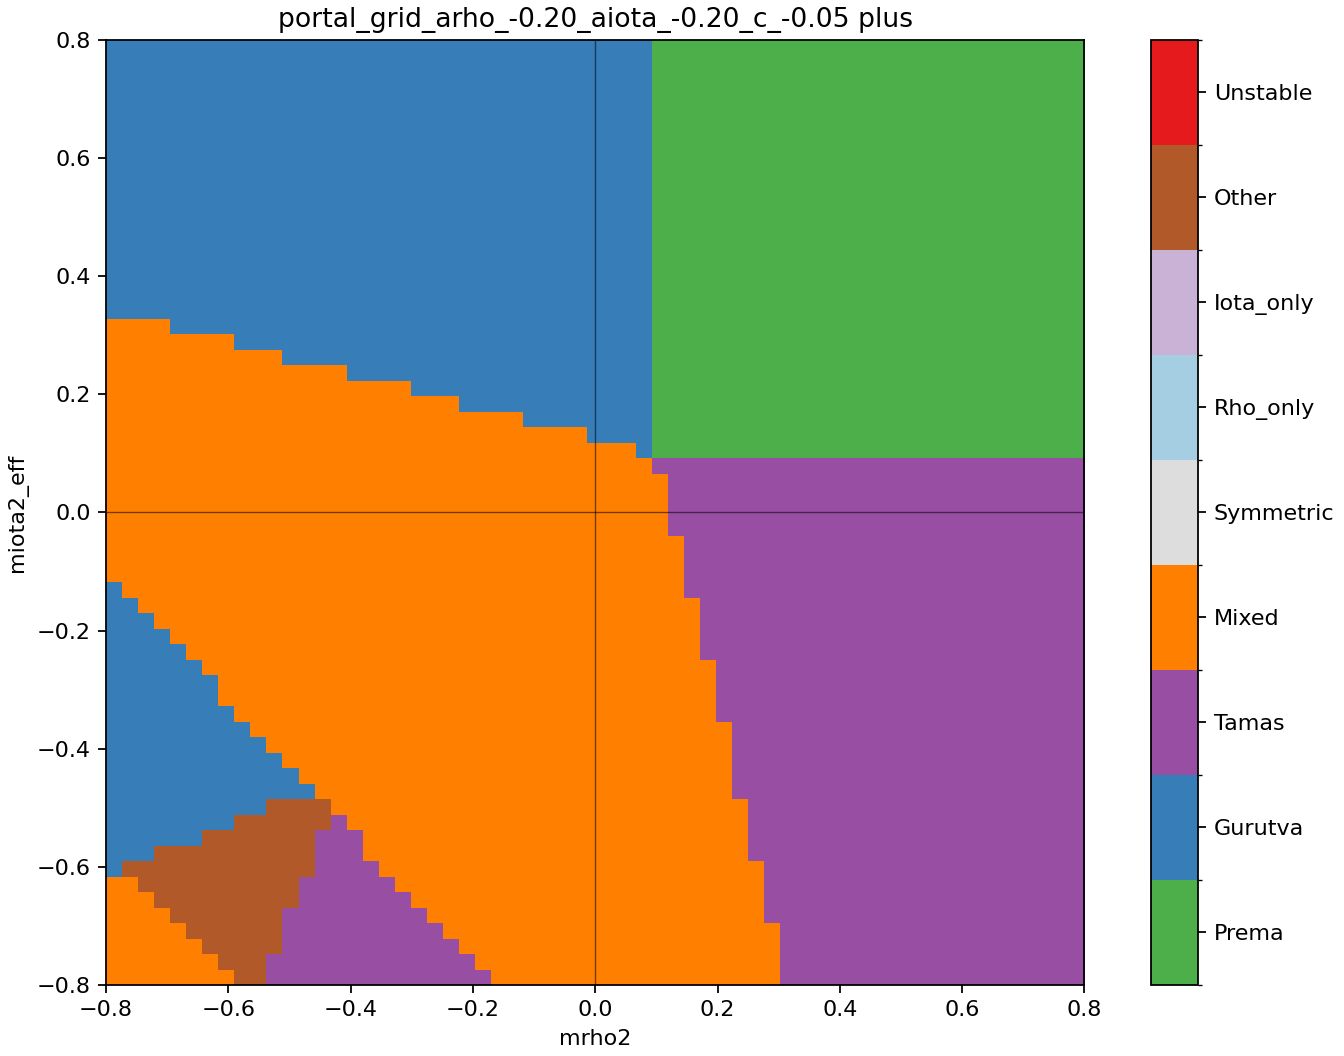 portal_grid_arho_-0.20_aiota_-0.20_c_-0.05 plus
0.8
0.6
0.4
0.2
0.0
−0.2
−0.4
−0.6
−0.8
miota2_eff
−0.8
−0.6
−0.4
−0.2
0.0
0.2
0.4
0.6
0.8
mrho2
Unstable
Other
Iota_only
Rho_only
Symmetric
Mixed
Tamas
Gurutva
Prema